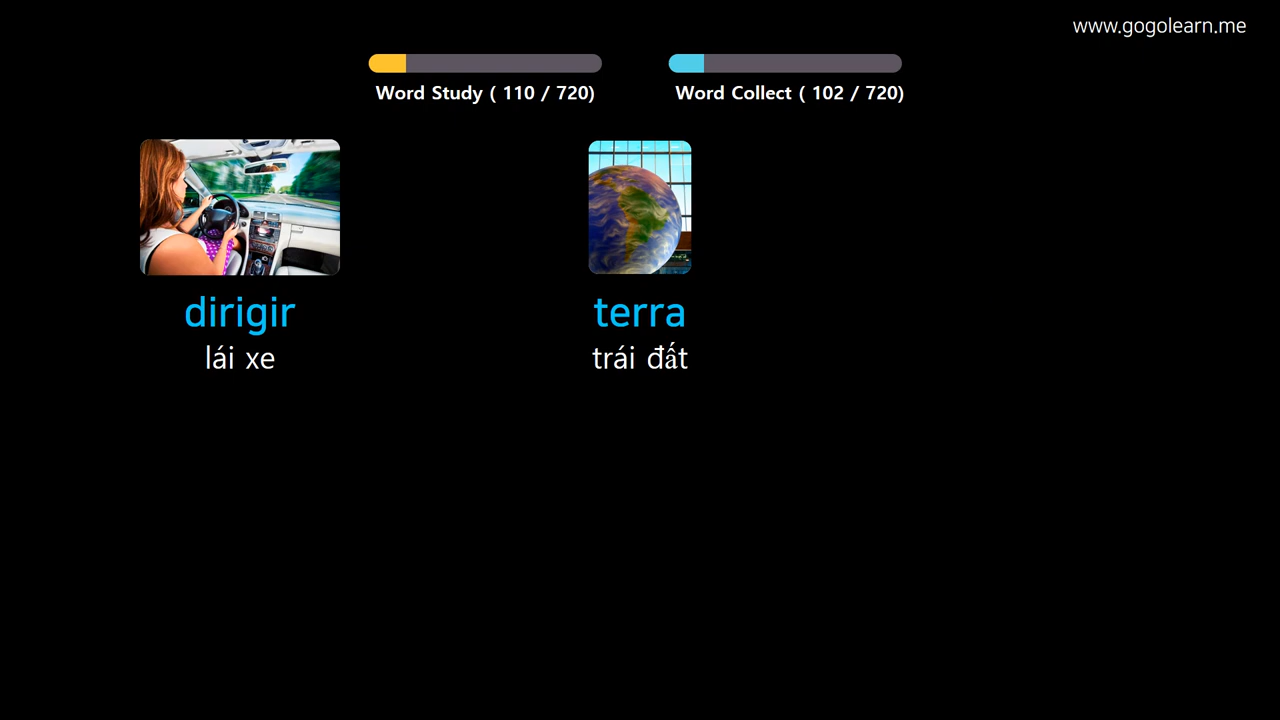 www.gogolearn.me
Word Study ( 110 / 720)
Word Collect ( 102 / 720)
dirigir
terra
lái xe
trái đất